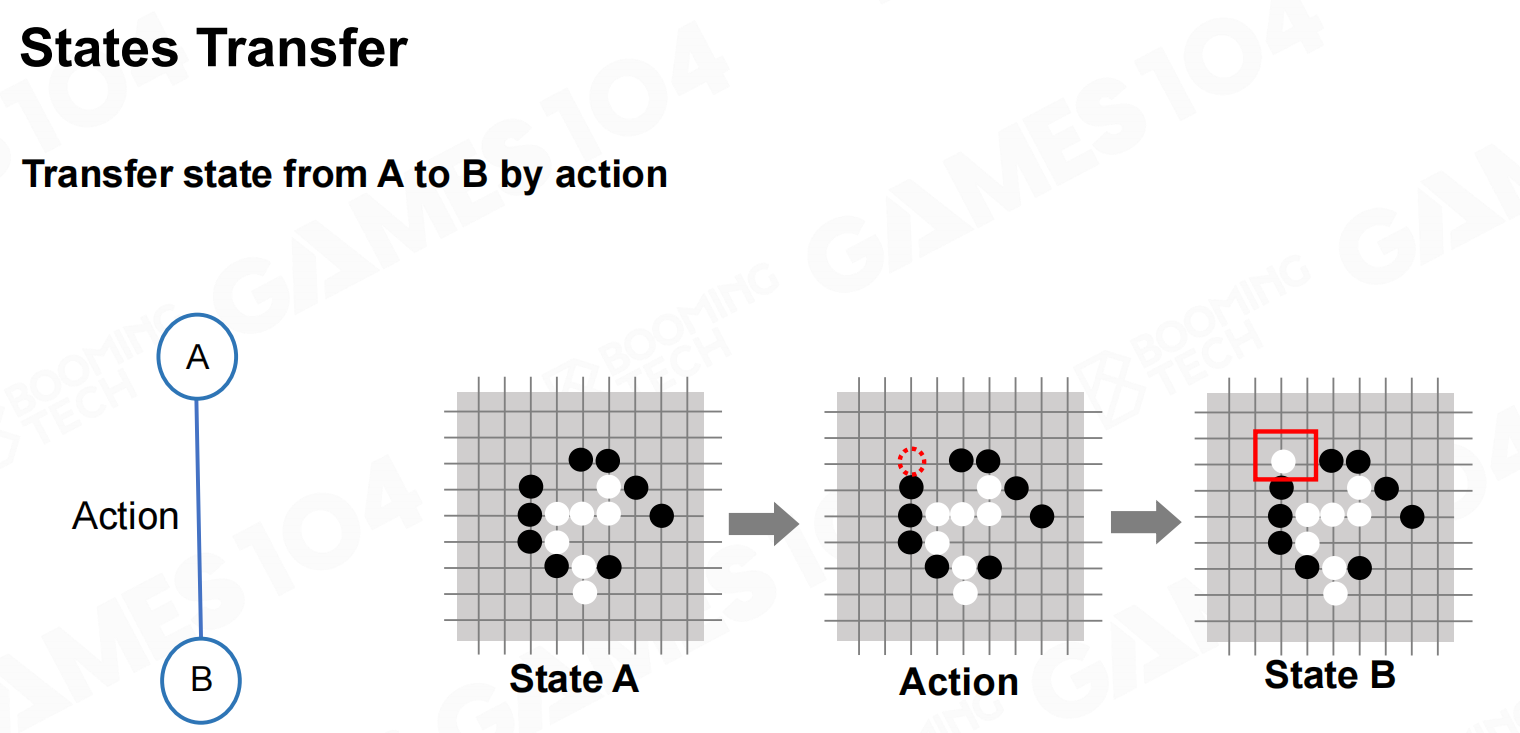 States Transfer
Transfer state from A to B by action
A
Action
B
State A
Action
State B
GAMES104
BOOMING
TECH